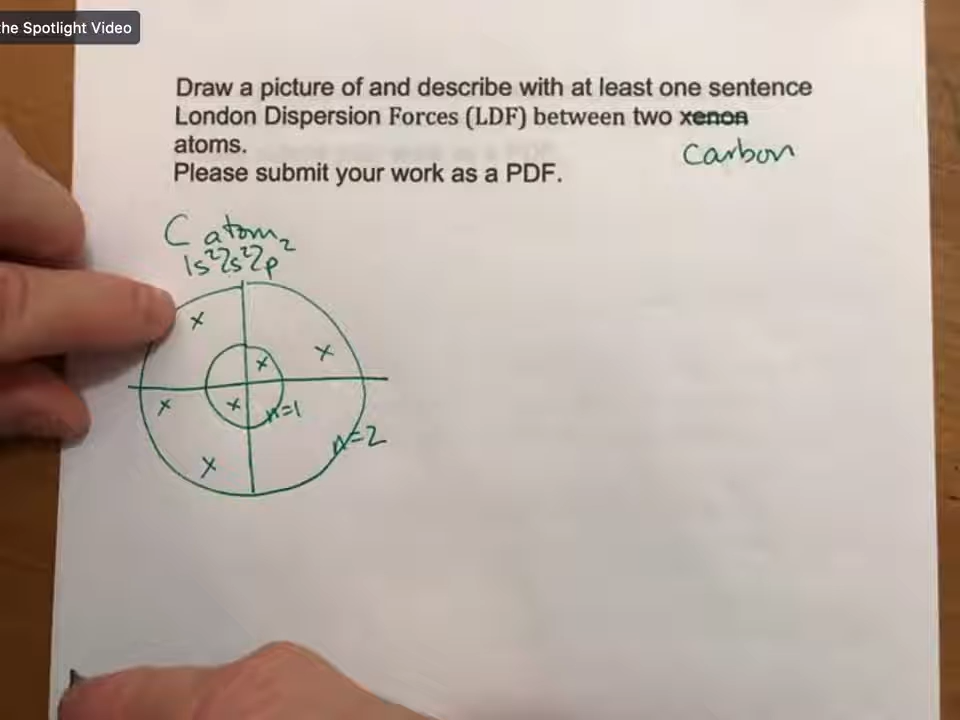 the Spotlight Video
Draw a picture of and describe with at least one sentence
London Dispersion Forces (LDF) between two xenon
atoms.
Carbon
Please submit your work as a PDF.
C atom
1s²2s²2p²
x
x
x
x
x
x
n=1
n=2